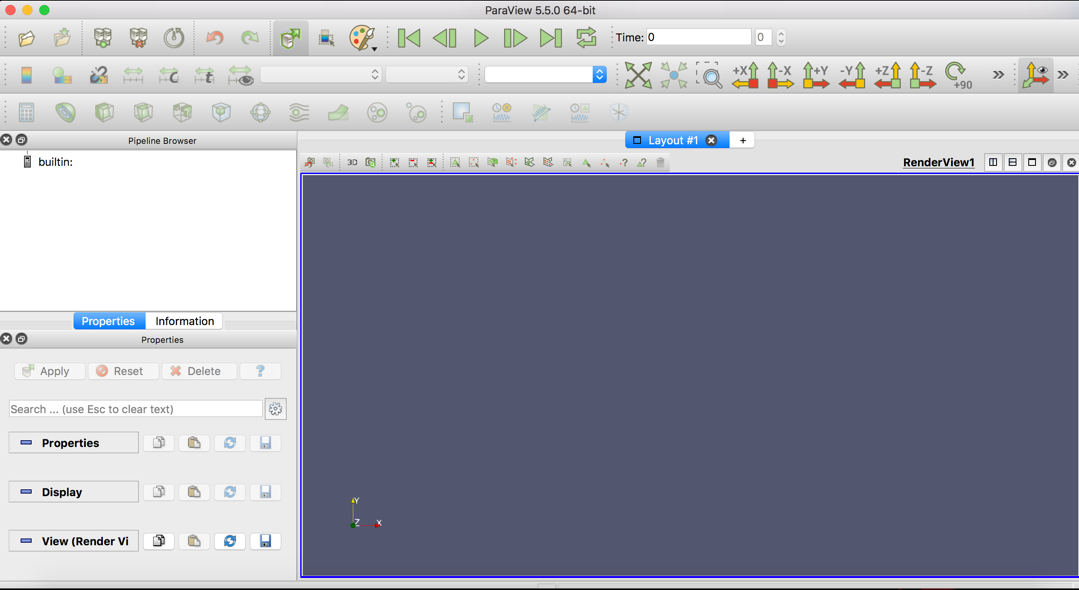 ParaView 5.5.0 64-bit
Time: 0 0
+X -X +Y -Y +Z -Z +90 » »
Pipeline Browser
builtin:
Layout #1 +
3D ? ? RenderView1
Properties Information
Properties
Apply Reset Delete ?
Search ... (use Esc to clear text)
Properties
Display
View (Render Vi
Y
Z X